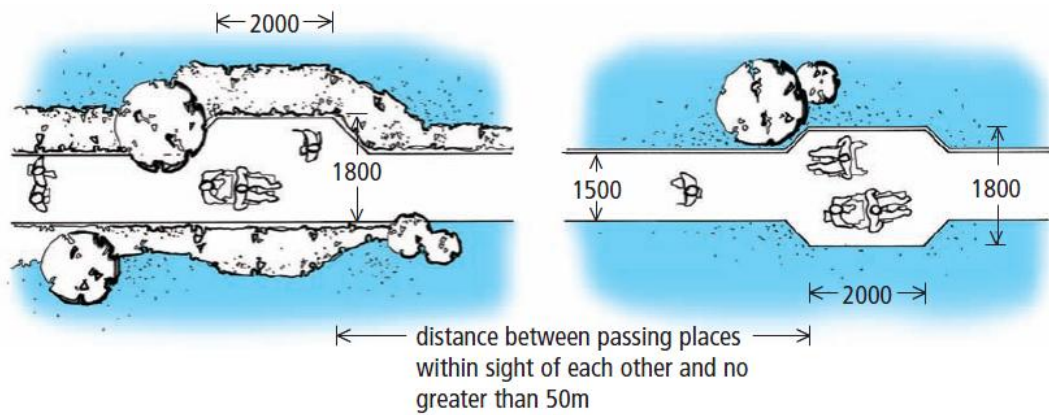 2000
1800
1500
1800
2000
distance between passing places
within sight of each other and no
greater than 50m